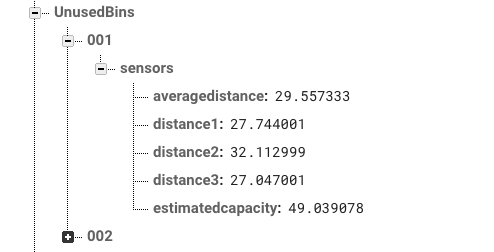 UnusedBins
001
sensors
averagedistance: 29.557333
distance1: 27.744001
distance2: 32.112999
distance3: 27.047001
estimatedcapacity: 49.039078
002